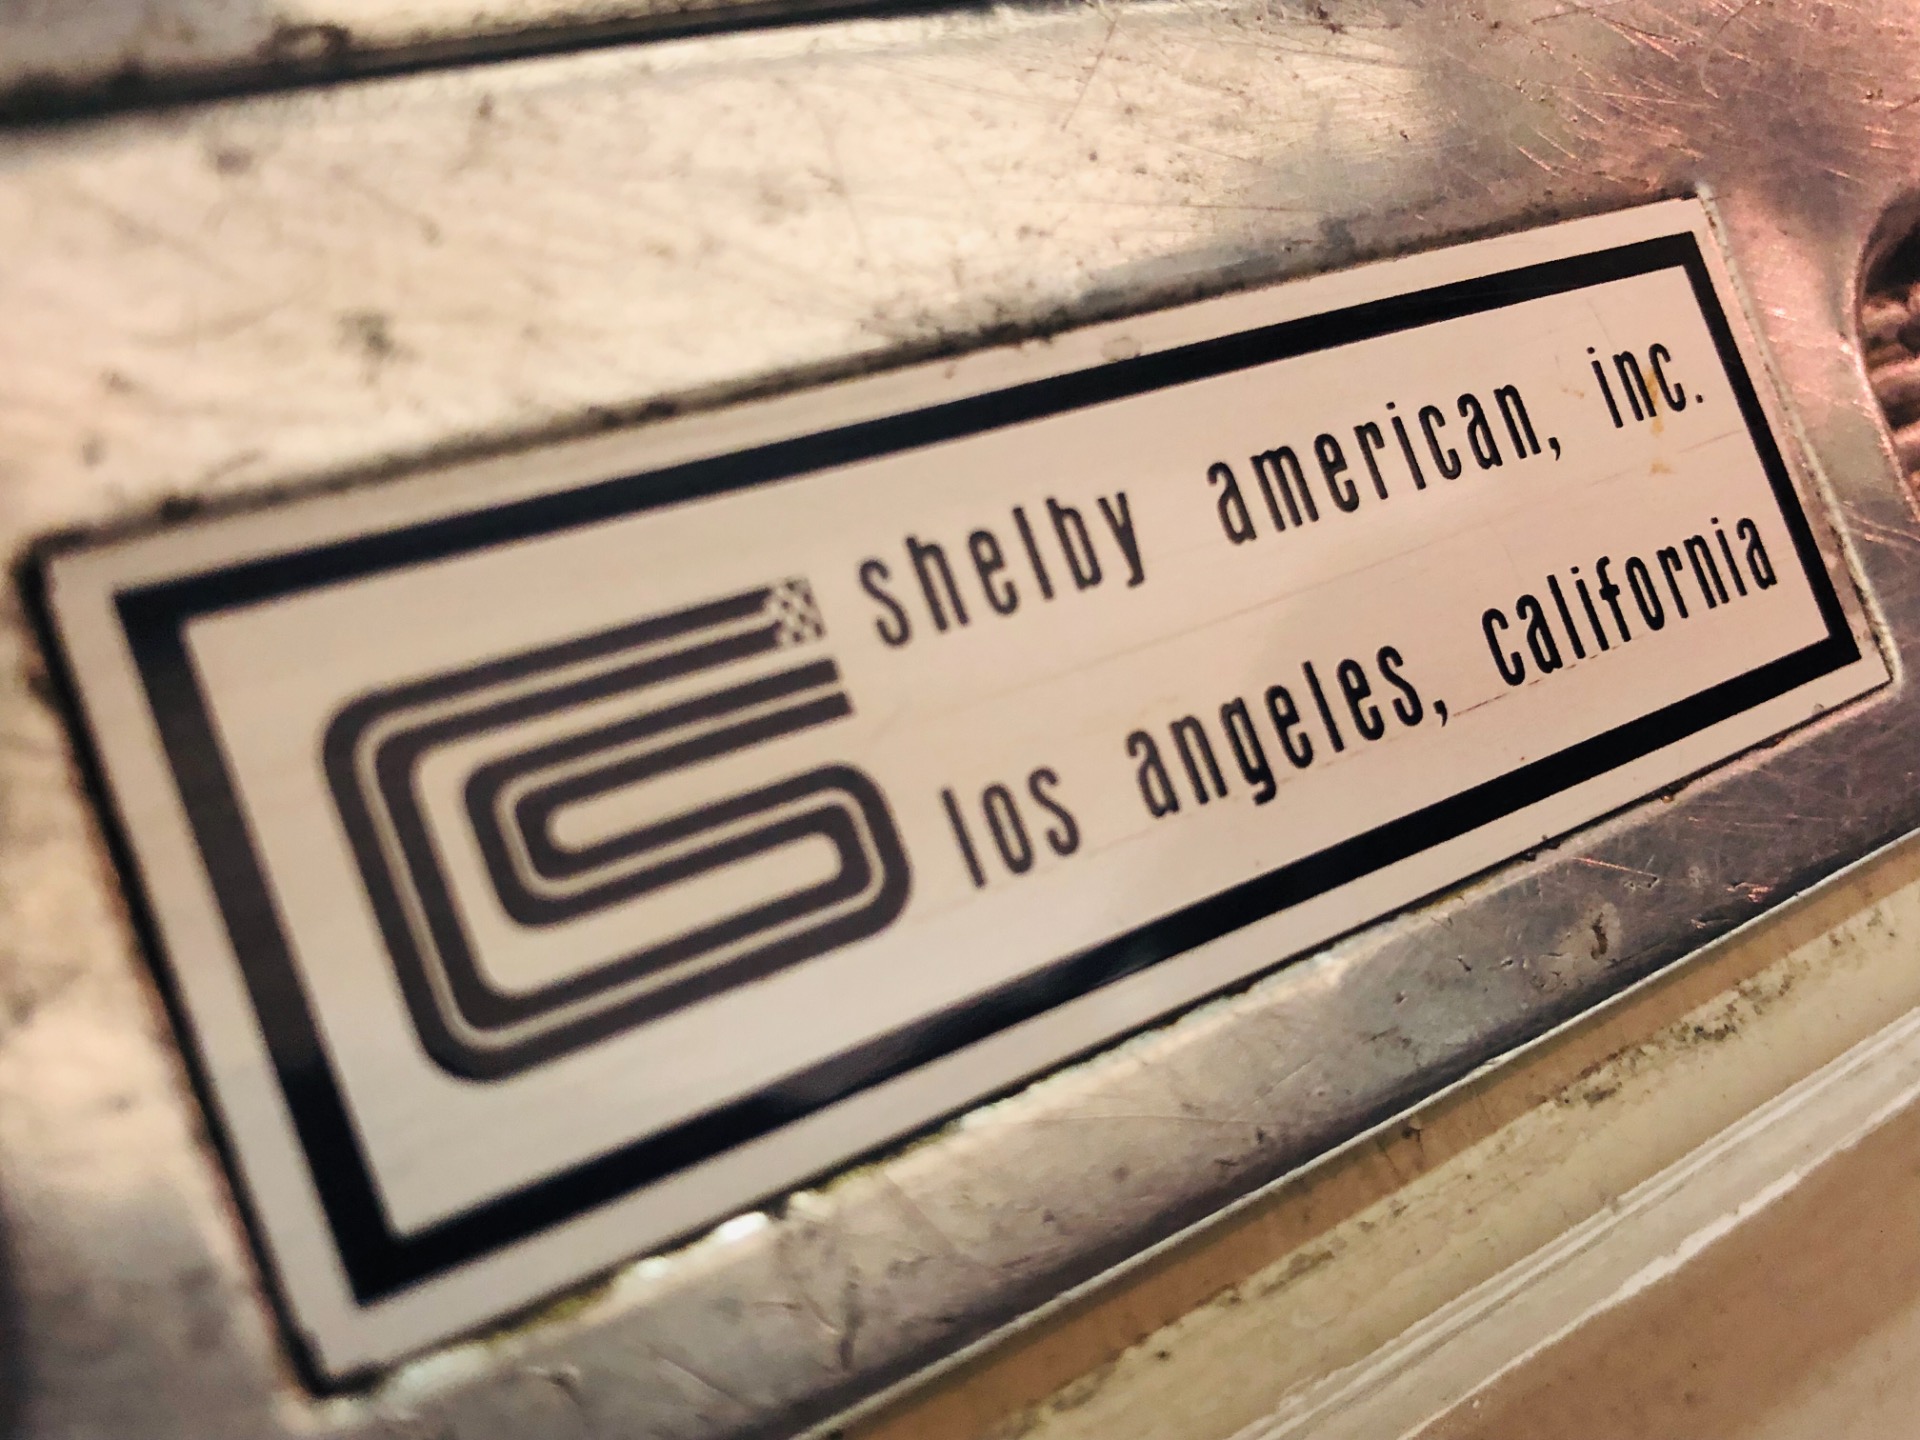 shelby american, inc.
los angeles, california